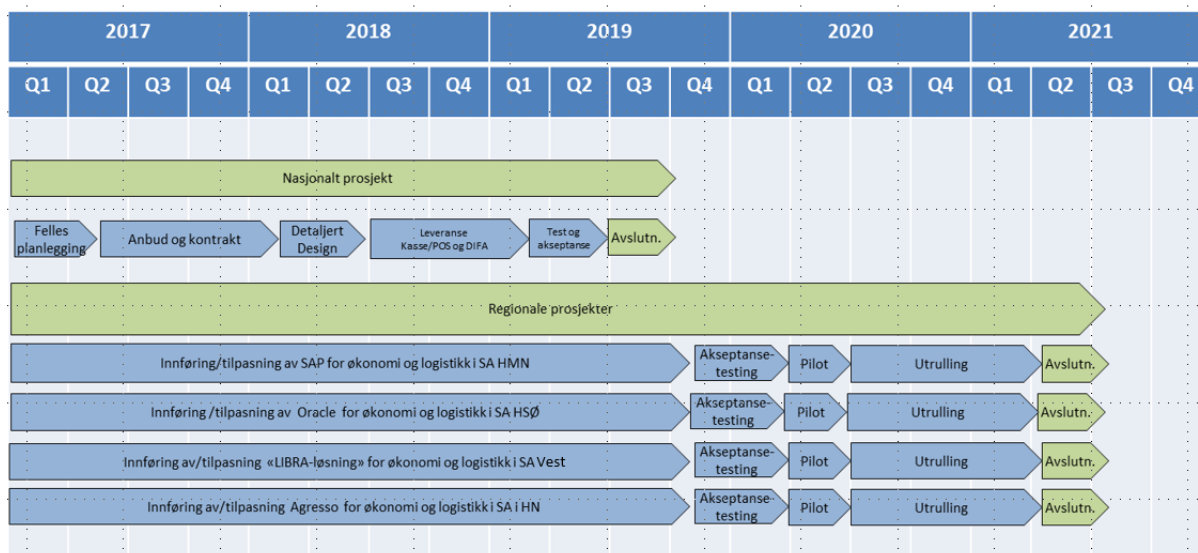 2017 2018 2019 2020 2021
Q1 Q2 Q3 Q4 Q1 Q2 Q3 Q4 Q1 Q2 Q3 Q4 Q1 Q2 Q3 Q4 Q1 Q2 Q3 Q4
Nasjonalt prosjekt
Felles
planlegging
Anbud og kontrakt
Detaljert
Design
Leveranse
Kasse/POS og DIFA
Test og
akseptanse
Avslutn.
Regionale prosjekter
Innføring/tilpasning av SAP for økonomi og logistikk i SA HMN
Akseptanse-
testing
Pilot
Utrulling
Avslutn.
Innføring /tilpasning av Oracle for økonomi og logistikk i SA HSØ
Akseptanse-
testing
Pilot
Utrulling
Avslutn.
Innføring av/tilpasning «LIBRA-løsning» for økonomi og logistikk i SA Vest
Akseptanse-
testing
Pilot
Utrulling
Avslutn.
Innføring av/tilpasning Agresso for økonomi og logistikk i SA i HN
Akseptanse-
testing
Pilot
Utrulling
Avslutn.